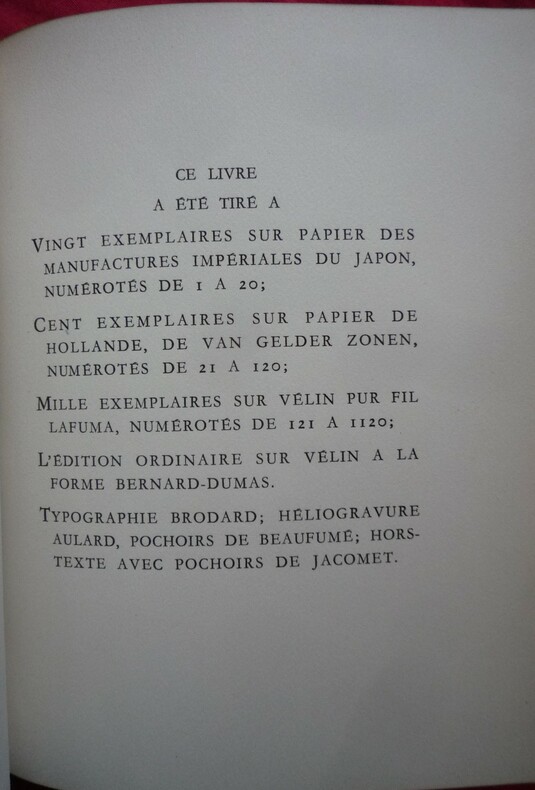 CE LIVRE
A ÉTÉ TIRÉ A
VINGT EXEMPLAIRES SUR PAPIER DES
MANUFACTURES IMPÉRIALES DU JAPON,
NUMÉROTÉS DE 1 A 20;
CENT EXEMPLAIRES SUR PAPIER DE
HOLLANDE, DE VAN GELDER ZONEN,
NUMÉROTÉS DE 21 A 120;
MILLE EXEMPLAIRES SUR VÉLIN PUR FIL
LAFUMA, NUMÉROTÉS DE 121 A 1120;
L'ÉDITION ORDINAIRE SUR VÉLIN A LA
FORME BERNARD-DUMAS.
TYPOGRAPHIE BRODARD; HÉLIOGRAVURE
AULARD, POCHOIRS DE BEAUFUMÉ; HORS-
TEXTE AVEC POCHOIRS DE JACOMET.